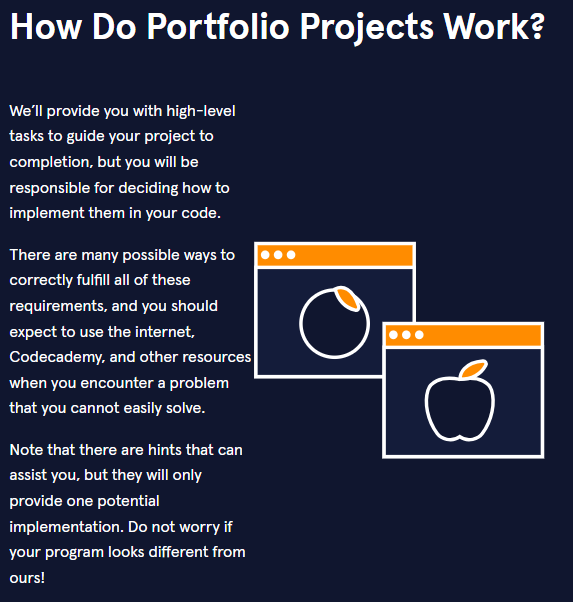 How Do Portfolio Projects Work?
We’ll provide you with high-level
tasks to guide your project to
completion, but you will be
responsible for deciding how to
implement them in your code.
There are many possible ways to
correctly fulfill all of these
requirements, and you should
expect to use the internet,
Codecademy, and other resources
when you encounter a problem
that you cannot easily solve.
Note that there are hints that can
assist you, but they will only
provide one potential
implementation. Do not worry if
your program looks different from
ours!